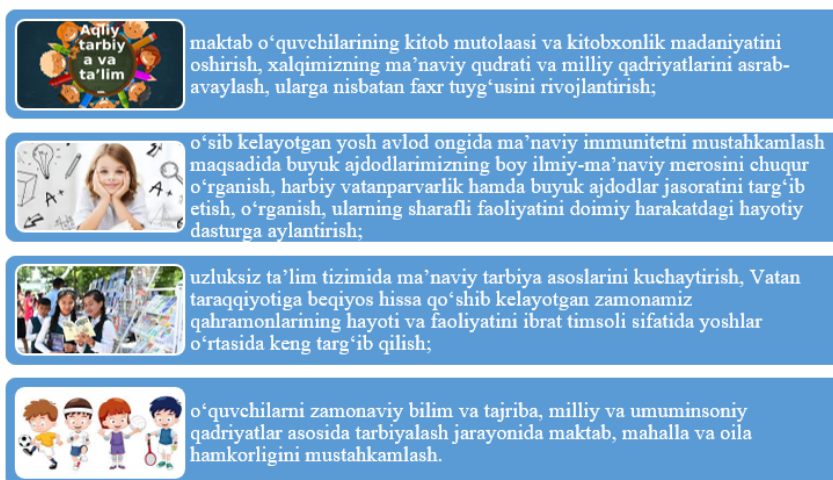 Aqliy
tarbiy
a va
ta’lim
–
maktab o‘quvchilarining kitob mutolaasi va kitobxonlik madaniyatini
oshirish, xalqimizning ma’naviy qudrati va milliy qadriyatlarini asrab-
avaylash, ularga nisbatan faxr tuyg‘usini rivojlantirish;
o‘sib kelayotgan yosh avlod ongida ma’naviy immunitetni mustahkamlash
maqsadida buyuk ajdodlarimizning boy ilmiy-ma’naviy merosini chuqur
o‘rganish, harbiy vatanparvarlik hamda buyuk ajdodlar jasoratini targ‘ib
etish, o‘rganish, ularning sharafli faoliyatini doimiy harakatdagi hayotiy
dasturga aylantirish;
A+
A+
uzluksiz ta’lim tizimida ma’naviy tarbiya asoslarini kuchaytirish, Vatan
taraqqiyotiga beqiyos hissa qo‘shib kelayotgan zamonamiz
qahramonlarining hayoti va faoliyatini ibrat timsoli sifatida yoshlar
o‘rtasida keng targ‘ib qilish;
o‘quvchilarni zamonaviy bilim va tajriba, milliy va umuminsoniy
qadriyatlar asosida tarbiyalash jarayonida maktab, mahalla va oila
hamkorligini mustahkamlash.